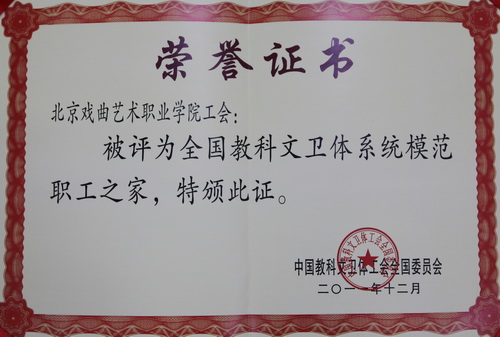 荣誉证书
北京戏曲艺术职业学院工会：
被评为全国教科文卫体系统模范
职工之家，特颁此证。
中国教科文卫体工会全国委员会
二〇一一年十二月